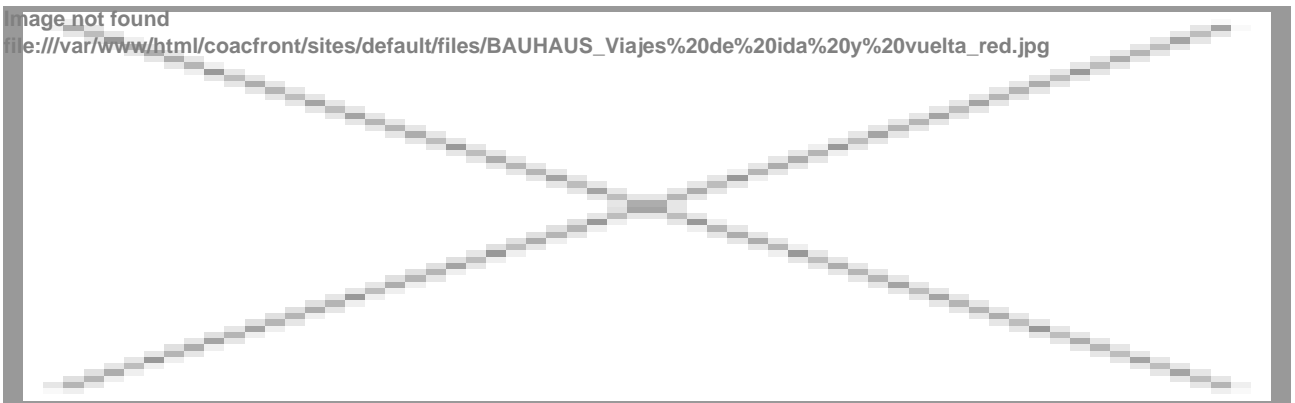 Image not found
file:///var/www/html/coacfront/sites/default/files/BAUHAUS_Viajes%20de%20ida%20y%20vuelta_red.jpg